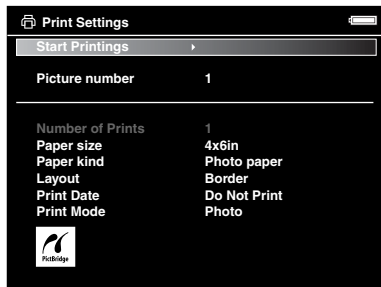 Print Settings
Start Printings
Picture number 1
Number of Prints 1
Paper size 4x6in
Paper kind Photo paper
Layout Border
Print Date Do Not Print
Print Mode Photo
PictBridge